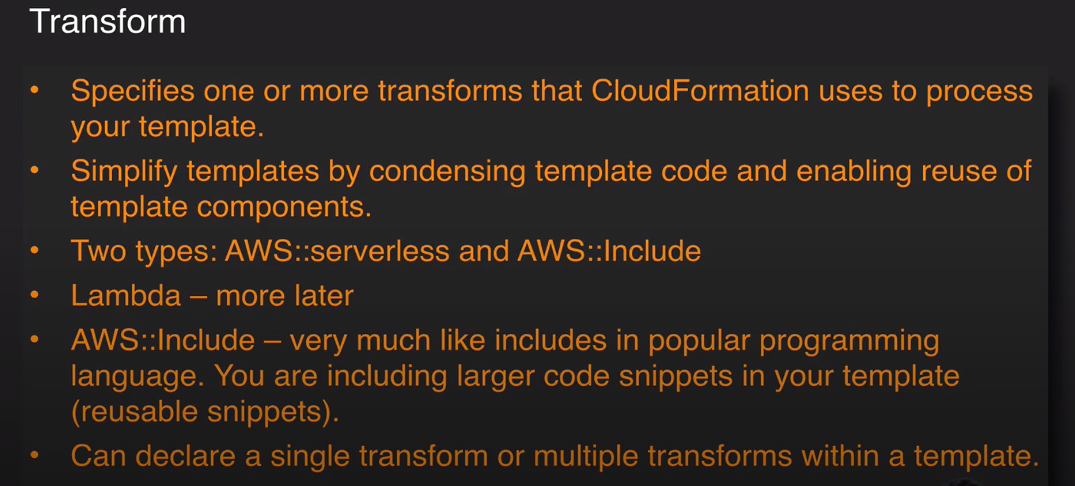 Transform
• Specifies one or more transforms that CloudFormation uses to process
your template.
• Simplify templates by condensing template code and enabling reuse of
template components.
• Two types: AWS::serverless and AWS::Include
• Lambda – more later
• AWS::Include – very much like includes in popular programming
language. You are including larger code snippets in your template
(reusable snippets).
• Can declare a single transform or multiple transforms within a template.